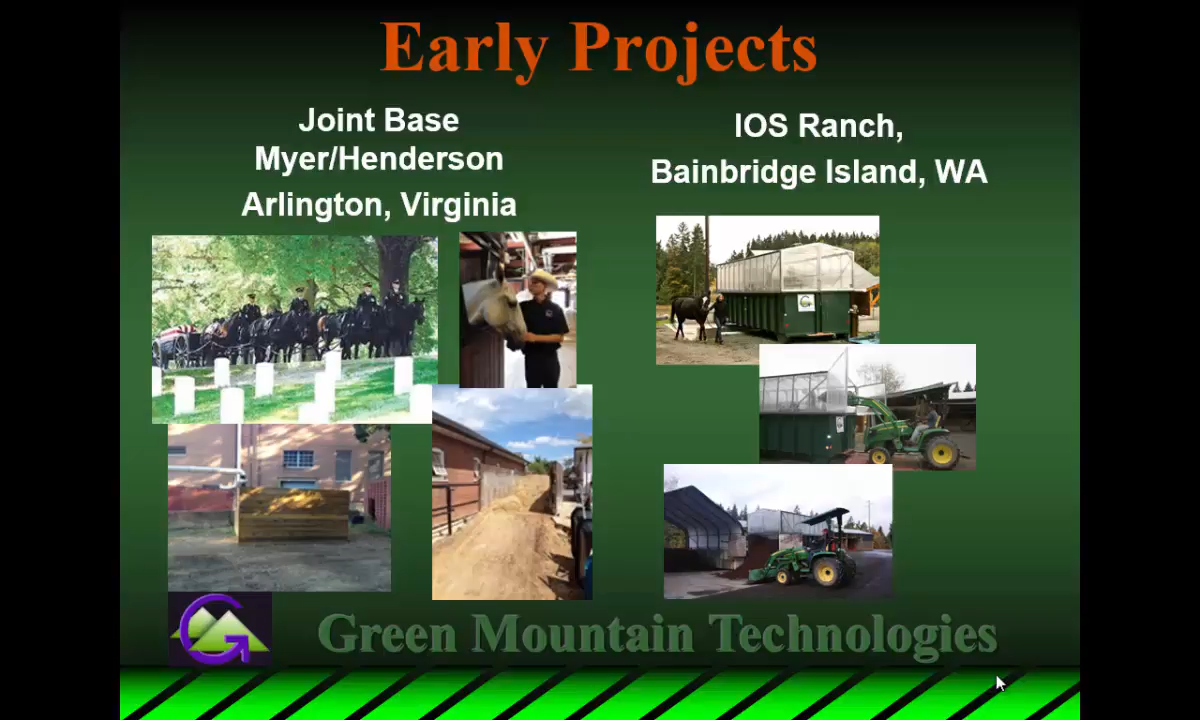 Early Projects
Joint Base
Myer/Henderson
Arlington, Virginia
IOS Ranch,
Bainbridge Island, WA
Green Mountain Technologies